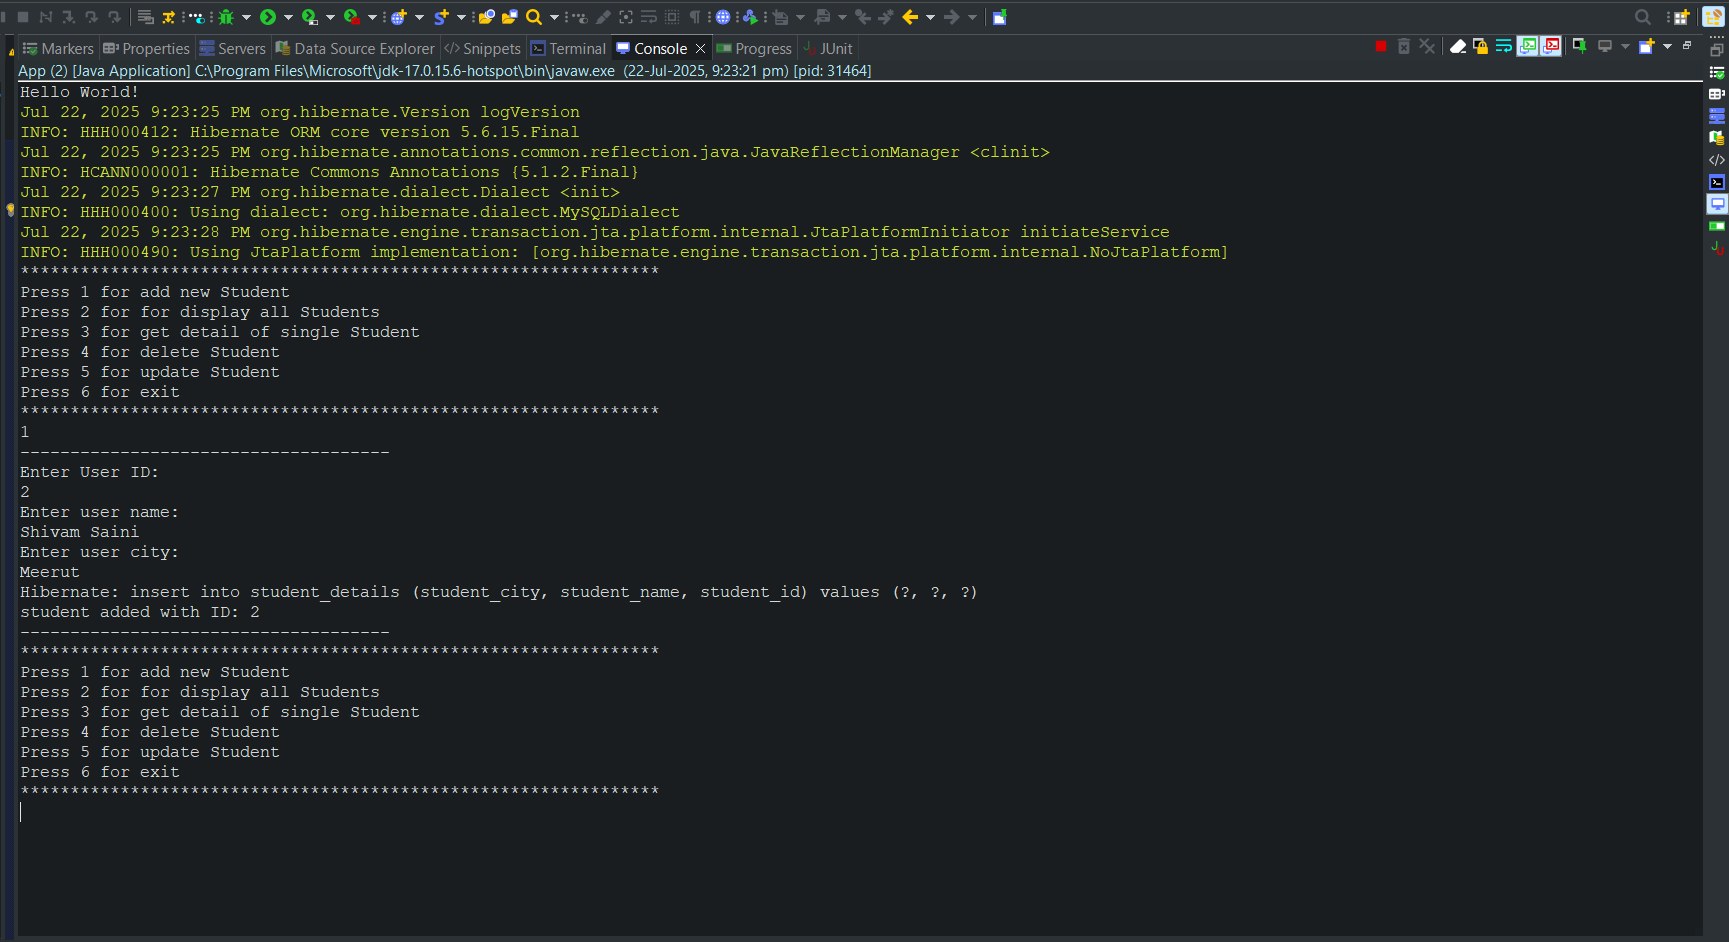 Markers Properties Servers Data Source Explorer Snippets Terminal Console Progress JUnit
App (2) [Java Application] C:\Program Files\Microsoft\jdk-17.0.15.6-hotspot\bin\javaw.exe (22-Jul-2025, 9:23:21 pm) [pid: 31464]
Hello World!
Jul 22, 2025 9:23:25 PM org.hibernate.Version logVersion
INFO: HHH000412: Hibernate ORM core version 5.6.15.Final
Jul 22, 2025 9:23:25 PM org.hibernate.annotations.common.reflection.java.JavaReflectionManager <clinit>
INFO: HCANN000001: Hibernate Commons Annotations {5.1.2.Final}
Jul 22, 2025 9:23:27 PM org.hibernate.dialect.Dialect <init>
INFO: HHH000400: Using dialect: org.hibernate.dialect.MySQLDialect
Jul 22, 2025 9:23:28 PM org.hibernate.engine.transaction.jta.platform.internal.JtaPlatformInitiator initiateService
INFO: HHH000490: Using JtaPlatform implementation: [org.hibernate.engine.transaction.jta.platform.internal.NoJtaPlatform]
****************************************************************
Press 1 for add new Student
Press 2 for for display all Students
Press 3 for get detail of single Student
Press 4 for delete Student
Press 5 for update Student
Press 6 for exit
****************************************************************
1
-------------------------------------
Enter User ID:
2
Enter user name:
Shivam Saini
Enter user city:
Meerut
Hibernate: insert into student_details (student_city, student_name, student_id) values (?, ?, ?)
student added with ID: 2
-------------------------------------
****************************************************************
Press 1 for add new Student
Press 2 for for display all Students
Press 3 for get detail of single Student
Press 4 for delete Student
Press 5 for update Student
Press 6 for exit
****************************************************************